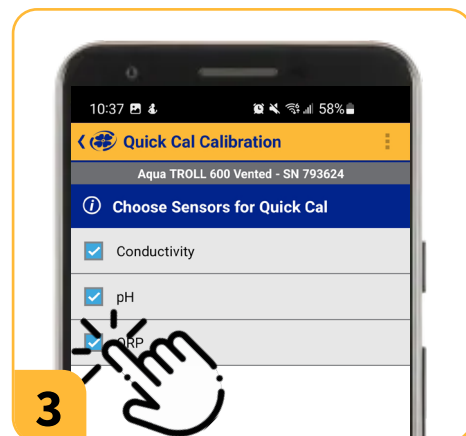 10:37 58%
Quick Cal Calibration
Aqua TROLL 600 Vented - SN 793624
Choose Sensors for Quick Cal
Conductivity
pH
ORP
3